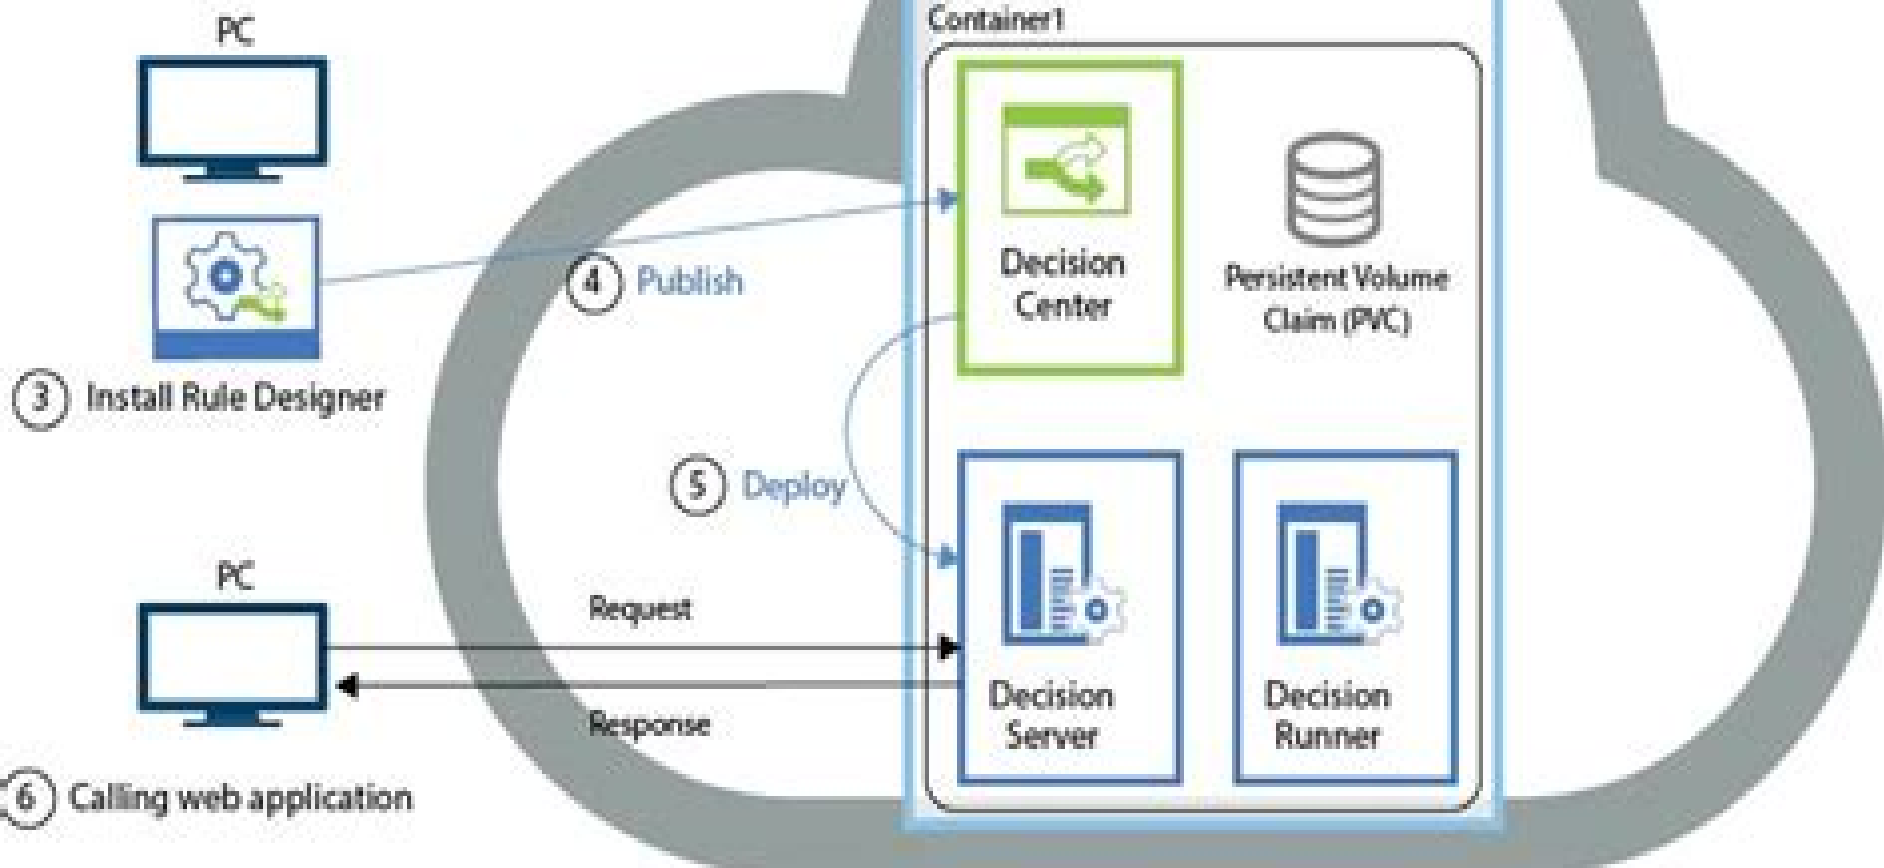 PC
Container1
Decision
Center
Persistent Volume
Claim (PVC)
4 Publish
3 Install Rule Designer
5 Deploy
PC
Request
Response
Decision
Server
Decision
Runner
6 Calling web application